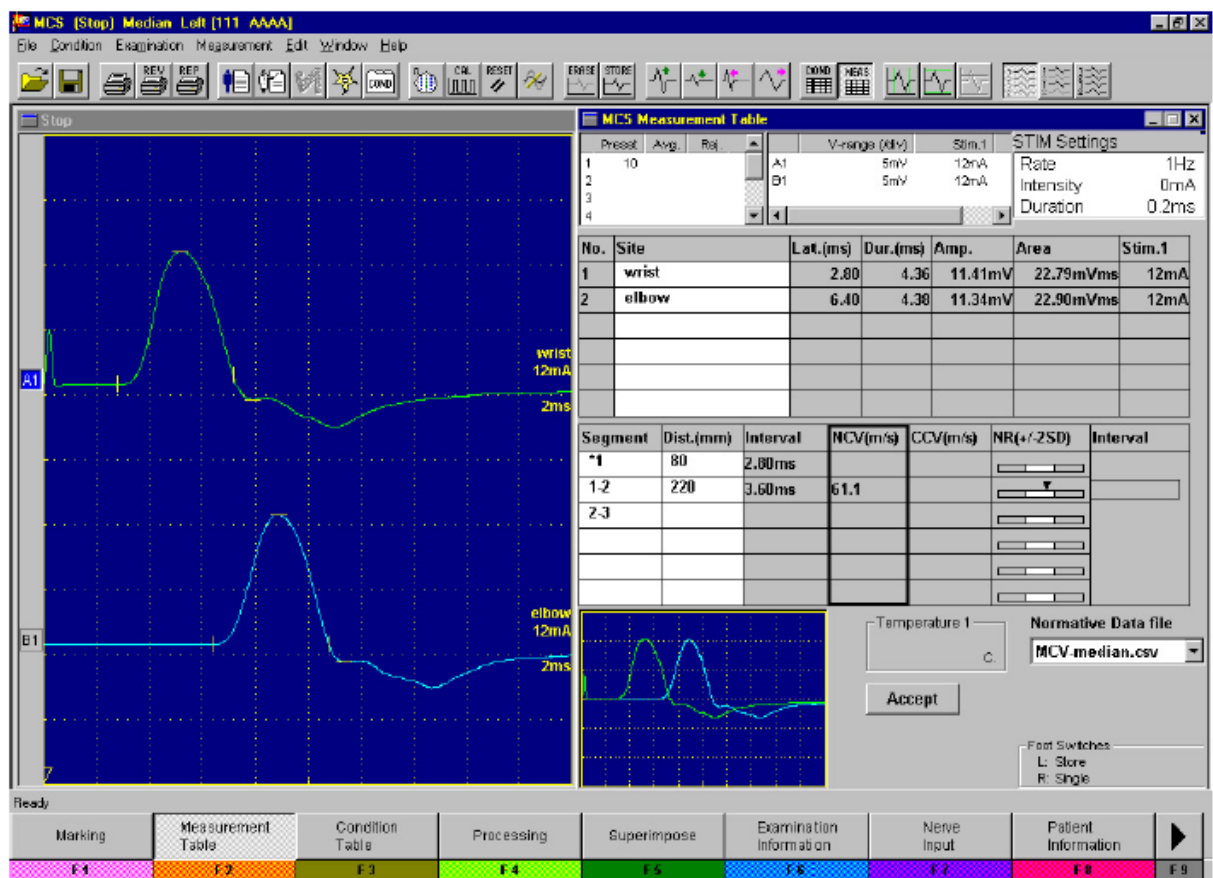 MCS (Stop) Median Left [111 AAAA]
File Condition Examination Measurement Edit Window Help
REV REP COND CAL RESET ERASE STORE COND MEAS
Stop
MCS Measurement Table
Preset Avg. Rej.
1 10
2
3
4
V-range (/div) Stim.1
A1 5mV 12mA
B1 5mV 12mA
STIM Settings
Rate 1Hz
Intensity 0mA
Duration 0.2ms
No. Site Lat.(ms) Dur.(ms) Amp. Area Stim.1
1 wrist 2.80 4.36 11.41mV 22.79mVms 12mA
2 elbow 6.40 4.38 11.34mV 22.90mVms 12mA
A1
wrist
12mA
2ms
Segment Dist.(mm) Interval NCV(m/s) CCV(m/s) NR(+/-2SD) Interval
*1 80 2.80ms
1-2 220 3.60ms 61.1
2-3
B1
elbow
12mA
2ms
Temperature 1
C.
Normative Data file
MCV-median.csv
Accept
Foot Switches
L: Store
R: Single
Ready
Marking
Measurement Table
Condition Table
Processing
Superimpose
Examination Information
Nerve Input
Patient Information
F1 F2 F3 F4 F5 F6 F7 F8 F9